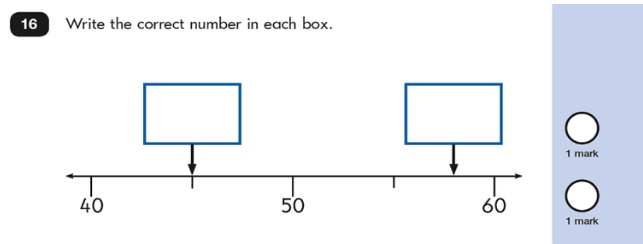 16 Write the correct number in each box.
40 50 60
1 mark
1 mark